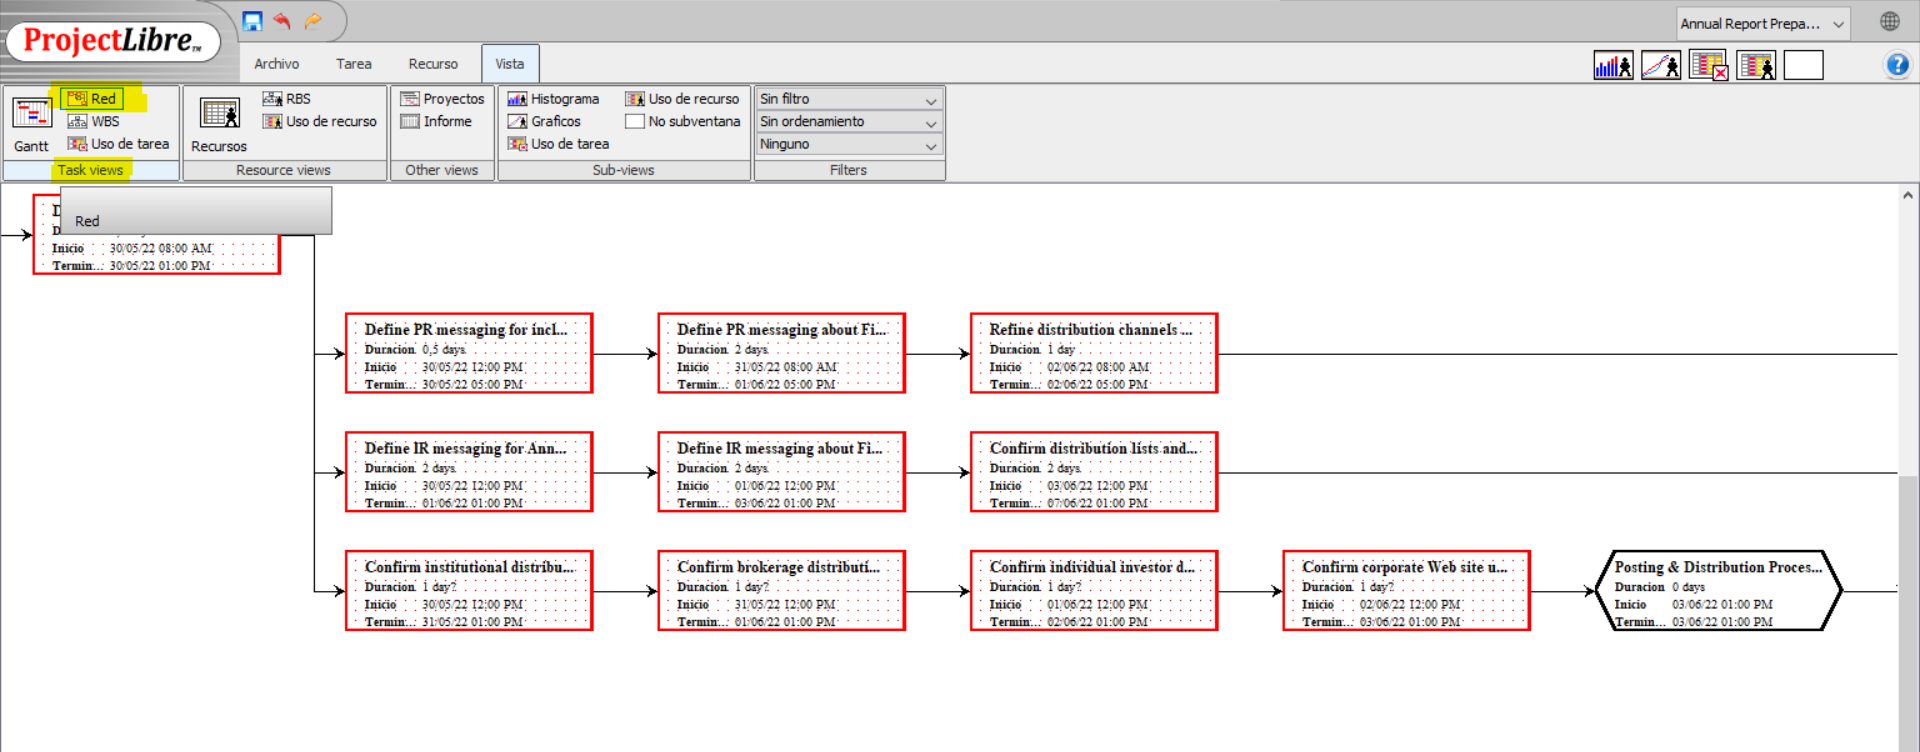 ProjectLibre™
Annual Report Prepa...
Archivo Tarea Recurso Vista
Gantt
Red
WBS
Uso de tarea
Task views
Recursos
RBS
Uso de recurso
Resource views
Proyectos
Informe
Other views
Histograma
Graficos
Uso de tarea
Uso de recurso
No subventana
Sub-views
Sin filtro
Sin ordenamiento
Ninguno
Filters
Red
Inicio 30/05/22 08:00 AM
Termin... 30/05/22 01:00 PM
Define PR messaging for incl...
Duracion 0,5 days
Inicio 30/05/22 12:00 PM
Termin... 30/05/22 05:00 PM
Define PR messaging about Fi...
Duracion 2 days
Inicio 31/05/22 08:00 AM
Termin... 01/06/22 05:00 PM
Refine distribution channels ...
Duracion 1 day
Inicio 02/06/22 08:00 AM
Termin... 02/06/22 05:00 PM
Define IR messaging for Ann...
Duracion 2 days
Inicio 30/05/22 12:00 PM
Termin... 01/06/22 01:00 PM
Define IR messaging about Fi...
Duracion 2 days
Inicio 01/06/22 12:00 PM
Termin... 03/06/22 01:00 PM
Confirm distribution lists and...
Duracion 2 days
Inicio 03/06/22 12:00 PM
Termin... 07/06/22 01:00 PM
Confirm institutional distribu...
Duracion 1 day?
Inicio 30/05/22 12:00 PM
Termin... 31/05/22 01:00 PM
Confirm brokerage distributi...
Duracion 1 day?
Inicio 31/05/22 12:00 PM
Termin... 01/06/22 01:00 PM
Confirm individual investor d...
Duracion 1 day?
Inicio 01/06/22 12:00 PM
Termin... 02/06/22 01:00 PM
Confirm corporate Web site u...
Duracion 1 day?
Inicio 02/06/22 12:00 PM
Termin... 03/06/22 01:00 PM
Posting & Distribution Proces...
Duracion 0 days
Inicio 03/06/22 01:00 PM
Termin... 03/06/22 01:00 PM